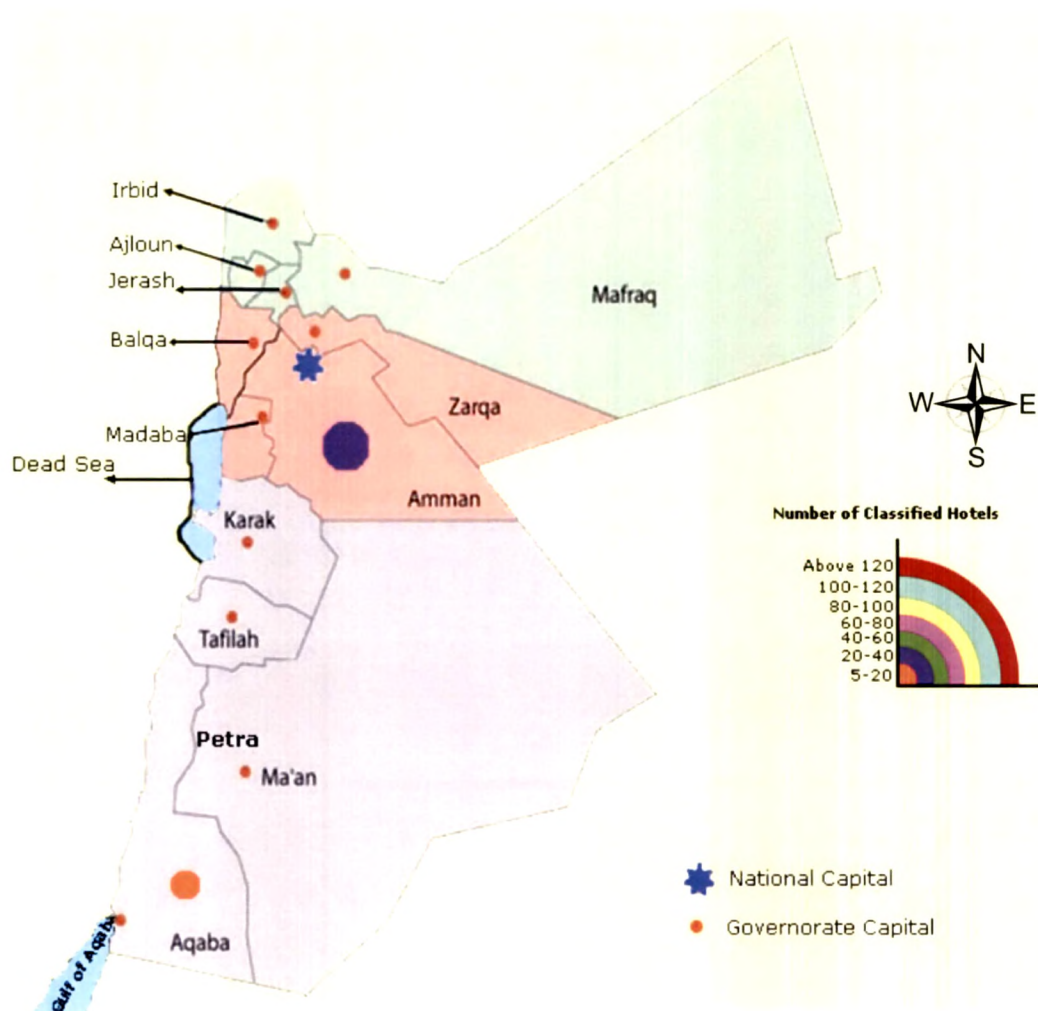 Irbid
Ajloun
Jerash
Mafraq
Balqa
Zarqa
Madaba
Dead Sea
Amman
Karak
Tafilah
Petra
Ma'an
Aqaba
Gulf of Aqaba
N
W
E
S
Number of Classified Hotels
Above 120
100-120
80-100
60-80
40-60
20-40
5-20
National Capital
Governorate Capital